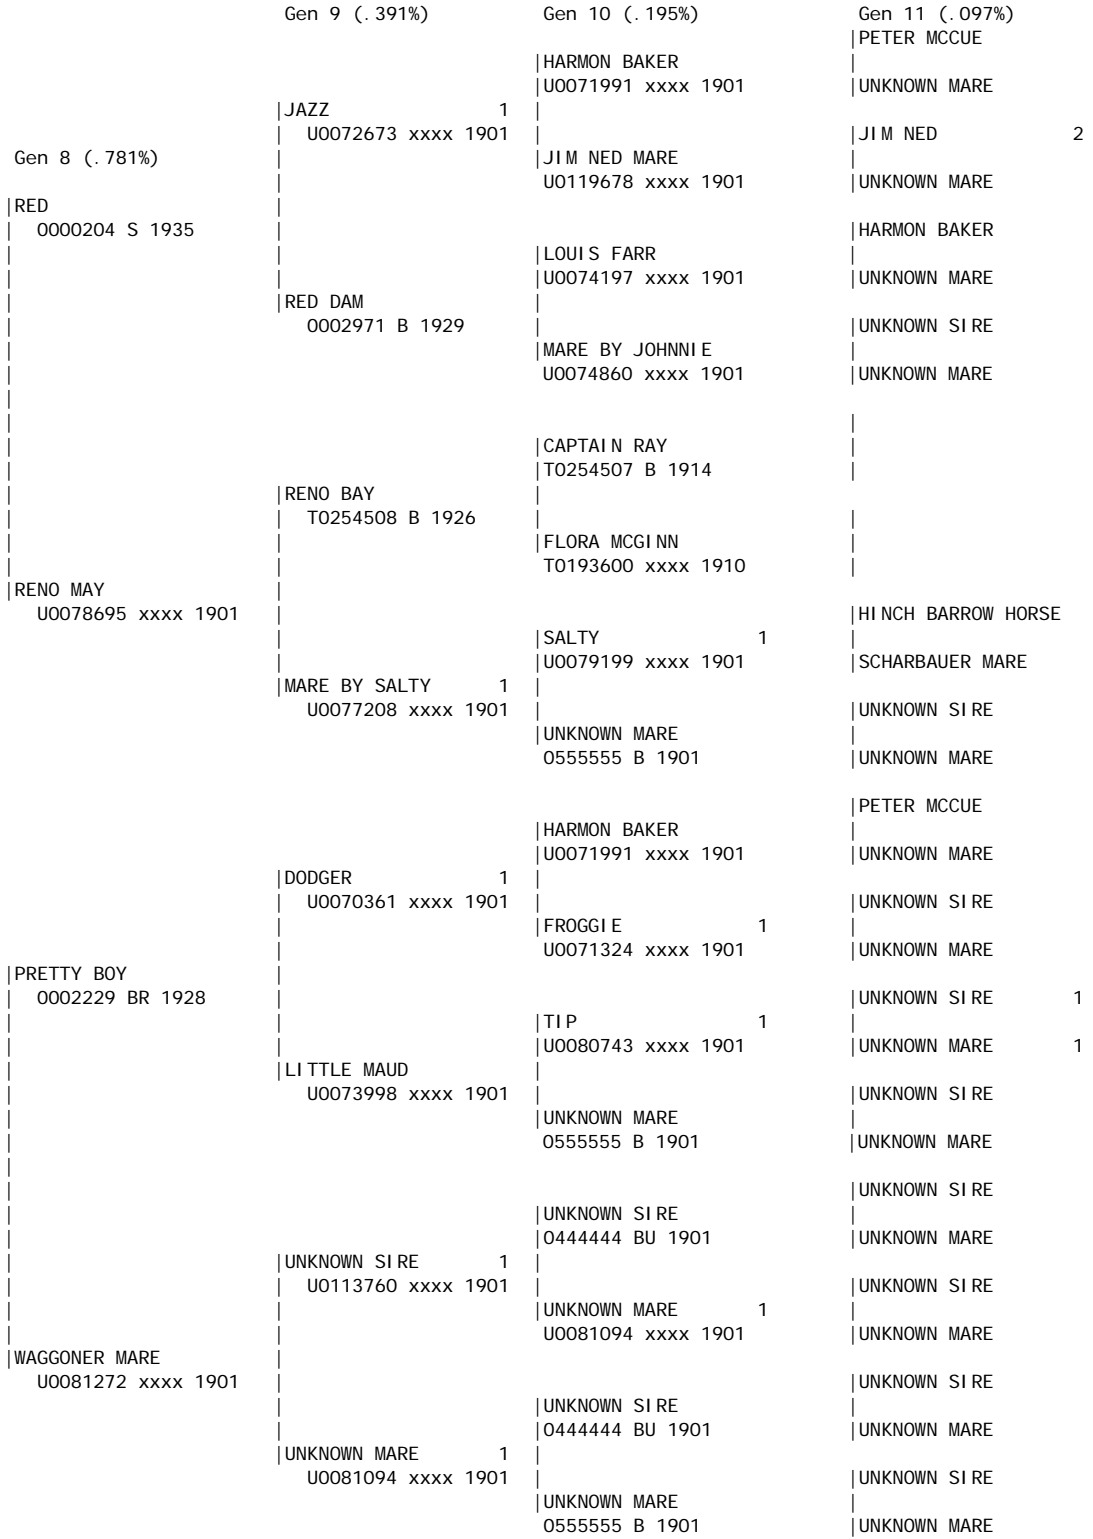 Gen 9 (.391%) Gen 10 (.195%) Gen 11 (.097%)
|PETER MCCUE
|HARMON BAKER |
|U0071991 xxxx 1901 |UNKNOWN MARE
|JAZZ 1 |
| U0072673 xxxx 1901 | |JIM NED 2
Gen 8 (.781%) | |JIM NED MARE |
| U0119678 xxxx 1901 |UNKNOWN MARE
|RED |
| 0000204 S 1935 | |HARMON BAKER
| | |LOUIS FARR |
| | |U0074197 xxxx 1901 |UNKNOWN MARE
| |RED DAM |
| 0002971 B 1929 | |UNKNOWN SIRE
| |MARE BY JOHNNIE |
| U0074860 xxxx 1901 |UNKNOWN MARE
|
| |
| |CAPTAIN RAY |
| |T0254507 B 1914 |
| |RENO BAY |
| | T0254508 B 1926 | |
| | |FLORA MCGINN |
| | T0193600 xxxx 1910 |
|RENO MAY |
U0078695 xxxx 1901 | |HINCH BARROW HORSE
| |SALTY 1 |
| |U0079199 xxxx 1901 |SCHARBAUER MARE
|MARE BY SALTY 1 |
U0077208 xxxx 1901 | |UNKNOWN SIRE
|UNKNOWN MARE |
0555555 B 1901 |UNKNOWN MARE
|PETER MCCUE
|HARMON BAKER |
|U0071991 xxxx 1901 |UNKNOWN MARE
|DODGER 1 |
| U0070361 xxxx 1901 | |UNKNOWN SIRE
| |FROGGIE 1 |
| U0071324 xxxx 1901 |UNKNOWN MARE
|PRETTY BOY |
| 0002229 BR 1928 | |UNKNOWN SIRE 1
| | |TIP 1 |
| | |U0080743 xxxx 1901 |UNKNOWN MARE 1
| |LITTLE MAUD |
| U0073998 xxxx 1901 | |UNKNOWN SIRE
| |UNKNOWN MARE |
| 0555555 B 1901 |UNKNOWN MARE
|
| |UNKNOWN SIRE
| |UNKNOWN SIRE |
| |0444444 BU 1901 |UNKNOWN MARE
| |UNKNOWN SIRE 1 |
| | U0113760 xxxx 1901 | |UNKNOWN SIRE
| | |UNKNOWN MARE 1 |
| | U0081094 xxxx 1901 |UNKNOWN MARE
|WAGGONER MARE |
U0081272 xxxx 1901 | |UNKNOWN SIRE
| |UNKNOWN SIRE |
| |0444444 BU 1901 |UNKNOWN MARE
|UNKNOWN MARE 1 |
U0081094 xxxx 1901 | |UNKNOWN SIRE
|UNKNOWN MARE |
0555555 B 1901 |UNKNOWN MARE